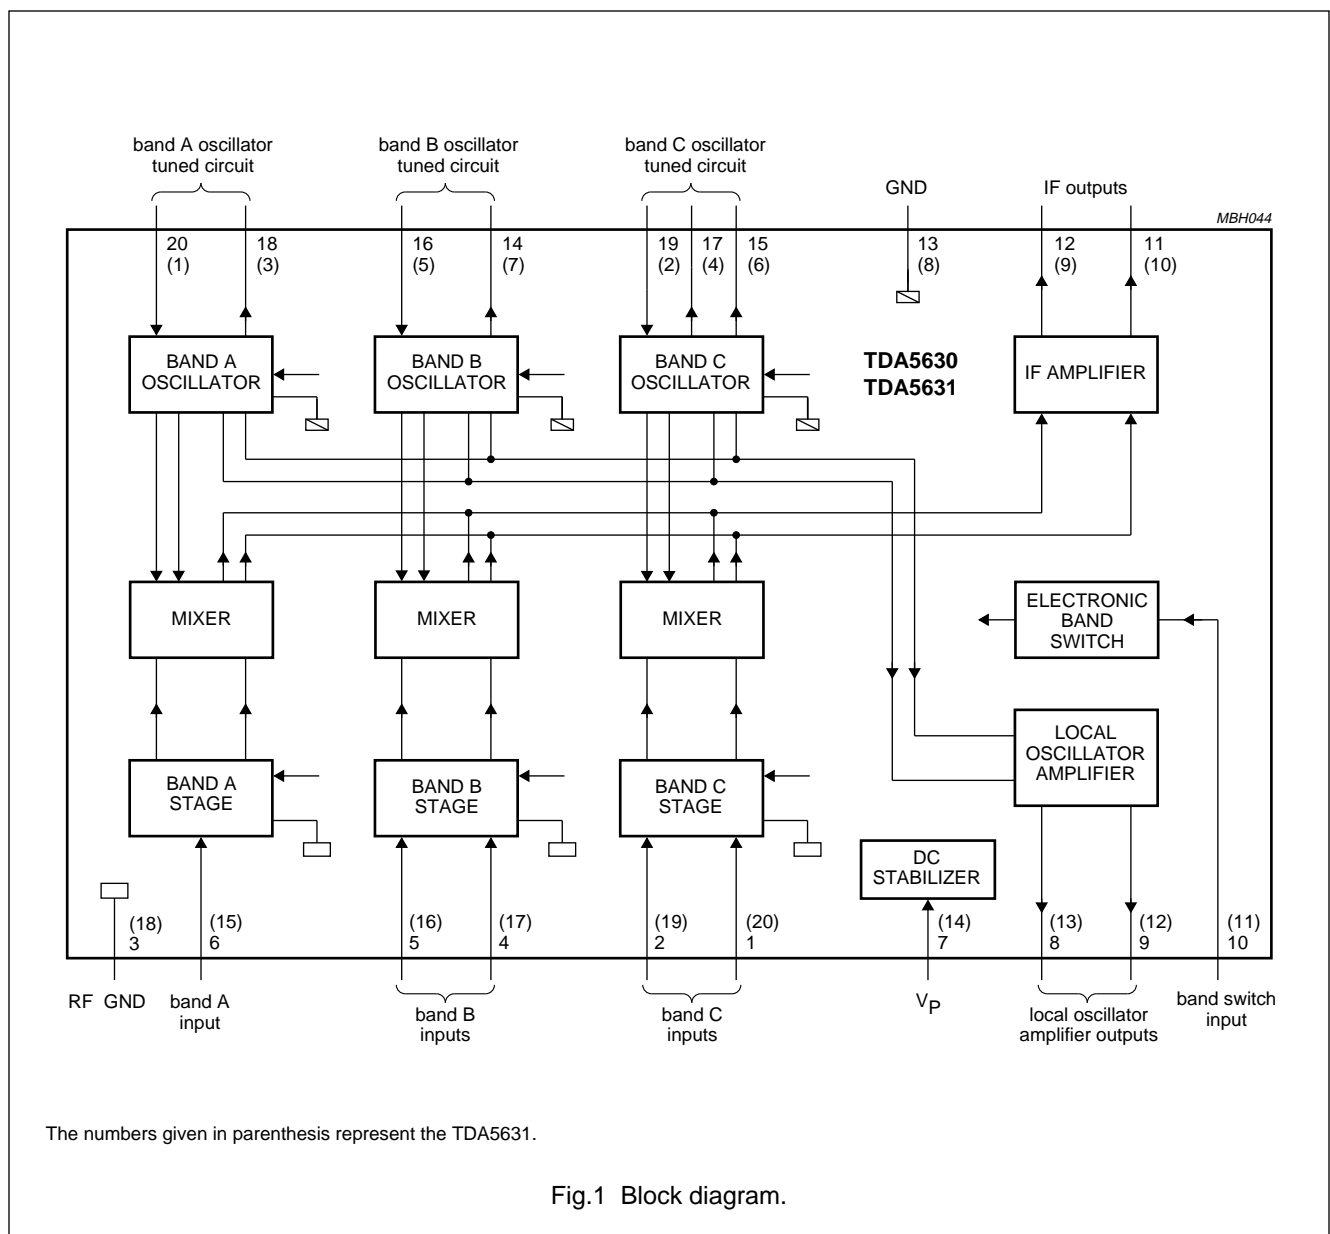 band A oscillator
tuned circuit
band B oscillator
tuned circuit
band C oscillator
tuned circuit
GND
IF outputs
MBH044
20
(1)
18
(3)
16
(5)
14
(7)
19
(2)
17
(4)
15
(6)
13
(8)
12
(9)
11
(10)
BAND A
OSCILLATOR
BAND B
OSCILLATOR
BAND C
OSCILLATOR
TDA5630
TDA5631
IF AMPLIFIER
MIXER
MIXER
MIXER
ELECTRONIC
BAND
SWITCH
LOCAL
OSCILLATOR
AMPLIFIER
BAND A
STAGE
BAND B
STAGE
BAND C
STAGE
DC
STABILIZER
(18)
3
(15)
6
(16)
5
(17)
4
(19)
2
(20)
1
(14)
7
(13)
8
(12)
9
(11)
10
RF GND
band A
input
band B
inputs
band C
inputs
VP
local oscillator
amplifier outputs
band switch
input
The numbers given in parenthesis represent the TDA5631.
Fig.1 Block diagram.